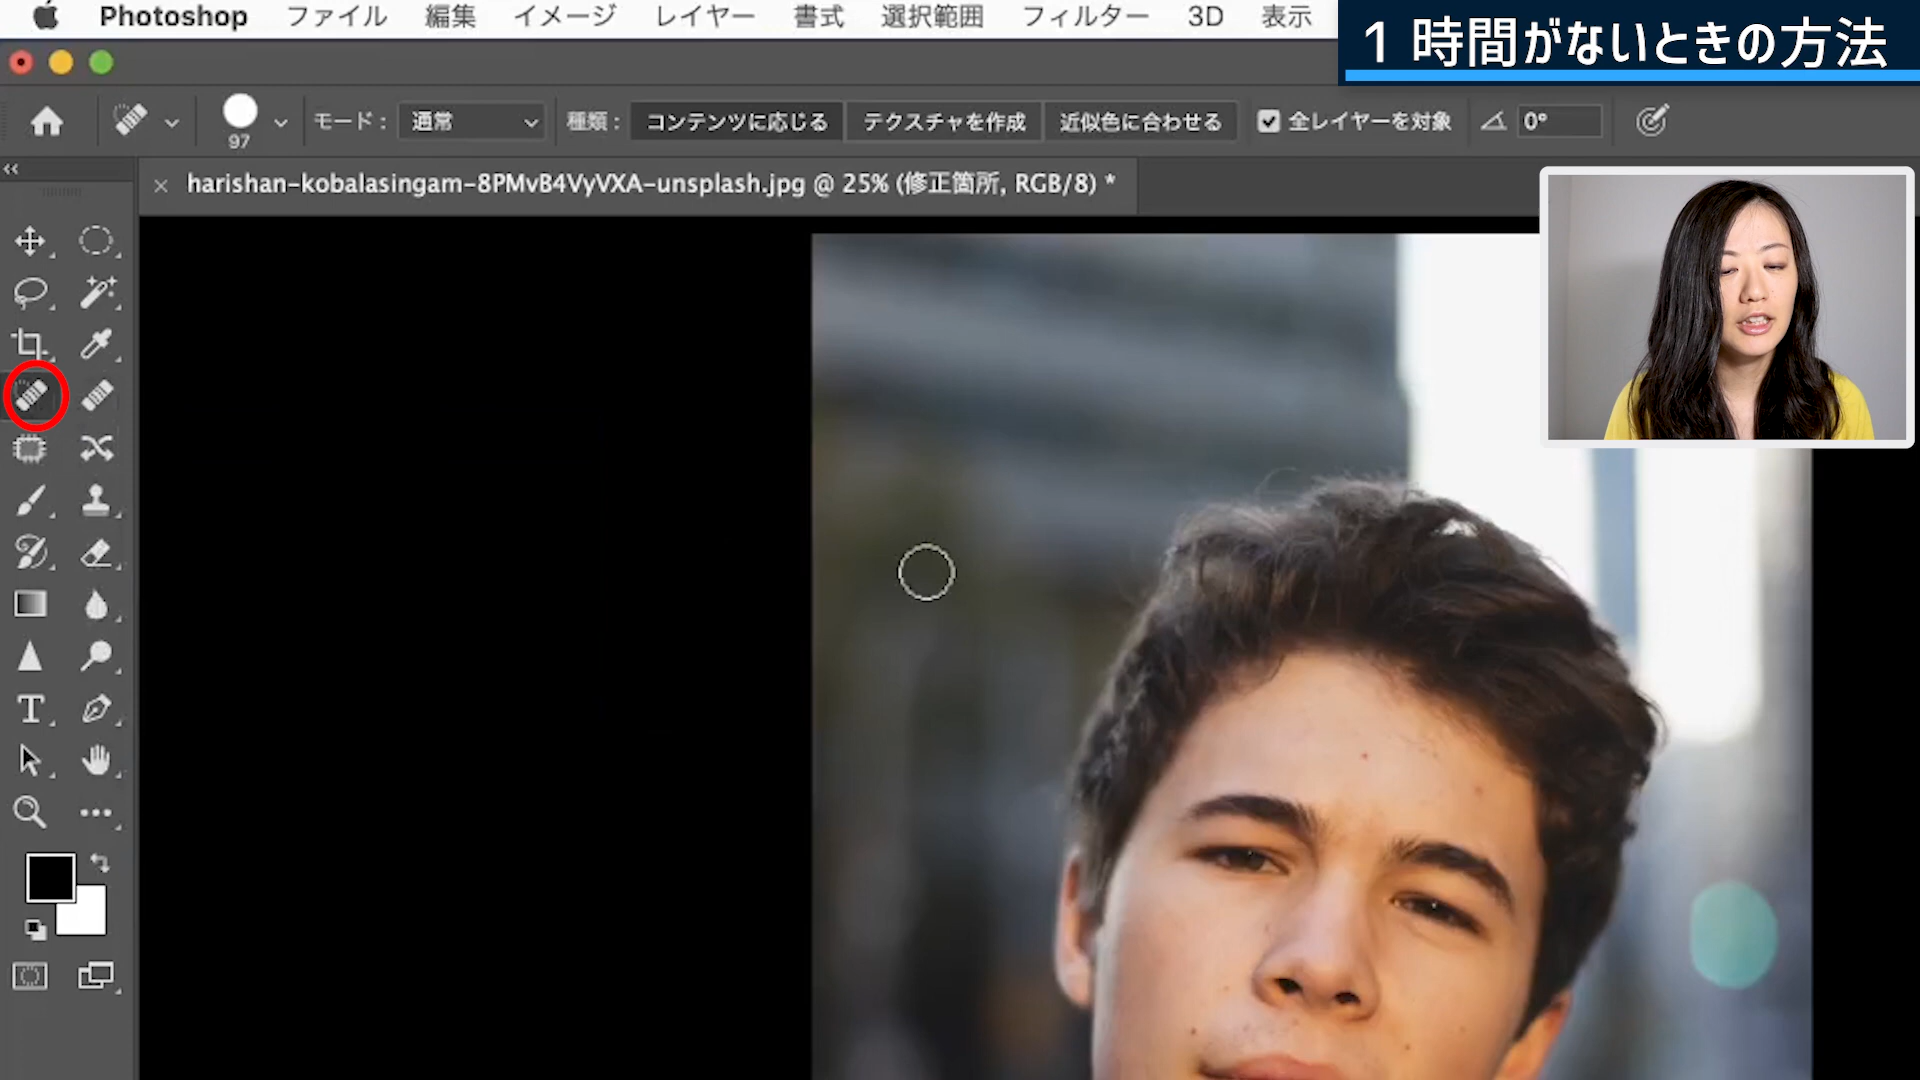 Photoshop ファイル 編集 イメージ レイヤー 書式 選択範囲 フィルター 3D 表示
1 時間がないときの方法
97 モード： 通常 種類： コンテンツに応じる テクスチャを作成 近似色に合わせる 全レイヤーを対象 0°
harishan-kobalasingam-8PMvB4VyVXA-unsplash.jpg @ 25% (修正箇所, RGB/8) *